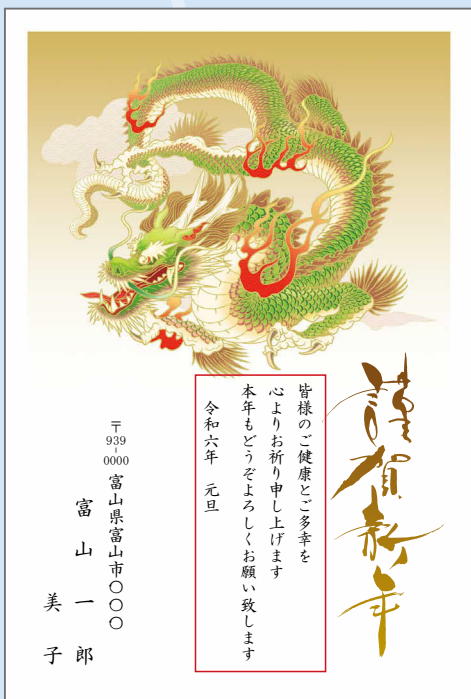 謹賀新年
皆様のご健康とご多幸を
心よりお祈り申し上げます
本年もどうぞよろしくお願い致します
令和六年　元旦
〒939-0000 富山県富山市〇〇〇
富山一郎
美子